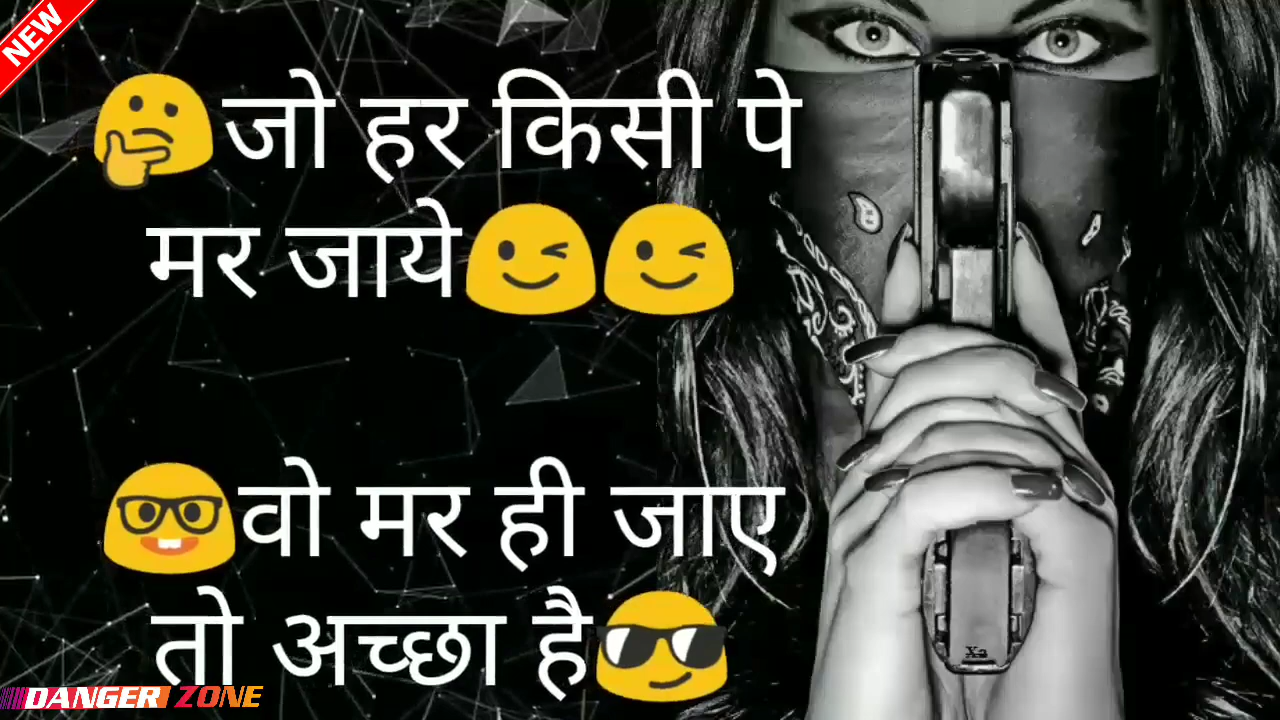 NEW
🤔जो हर किसी पे
मर जाये😉😉
🤓वो मर ही जाए
तो अच्छा है😎
DANGER ZONE